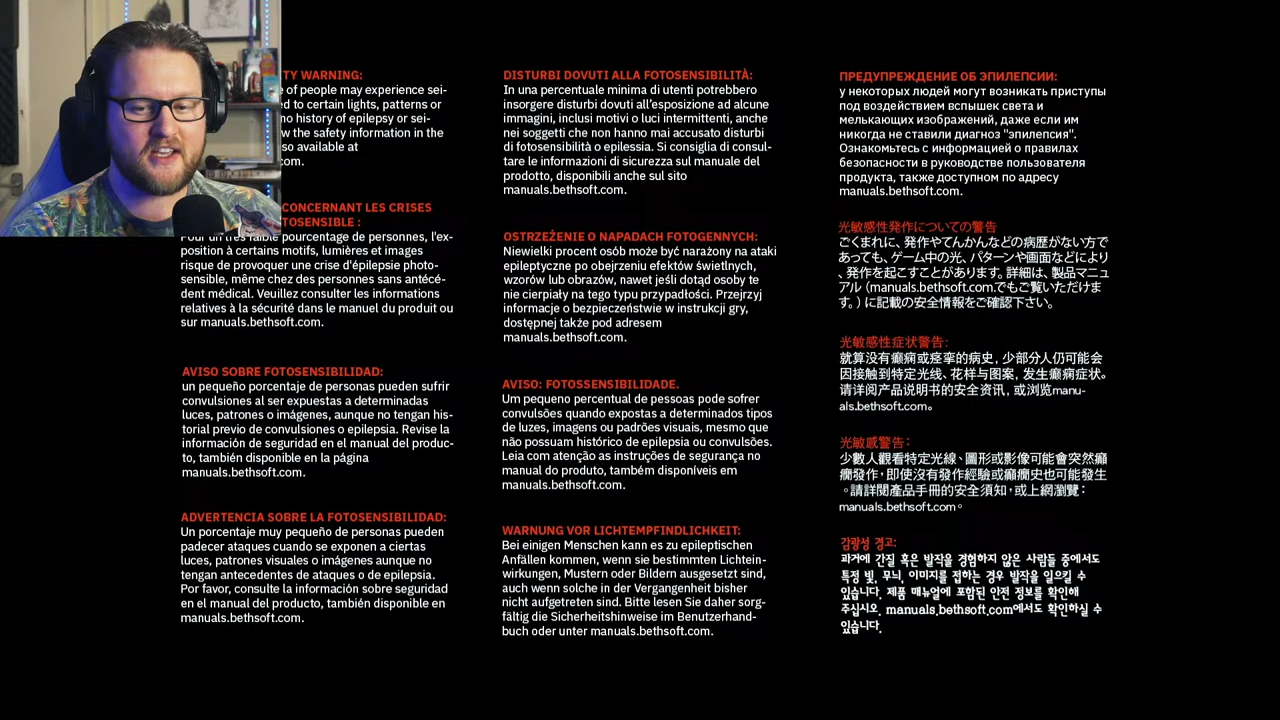 TY WARNING:
e of people may experience sei-
ed to certain lights, patterns or
no history of epilepsy or sei-
w the safety information in the
so available at
com.
CONCERNANT LES CRISES
TOSENSIBLE :
Pour un très faible pourcentage de personnes, l'ex-
position à certains motifs, lumières et images
risque de provoquer une crise d'épilepsie photo-
sensible, même chez des personnes sans antécé-
dent médical. Veuillez consulter les informations
relatives à la sécurité dans le manuel du produit ou
sur manuals.bethsoft.com.
AVISO SOBRE FOTOSENSIBILIDAD:
un pequeño porcentaje de personas pueden sufrir
convulsiones al ser expuestas a determinadas
luces, patrones o imágenes, aunque no tengan his-
torial previo de convulsiones o epilepsia. Revise la
información de seguridad en el manual del produc-
to, también disponible en la página
manuals.bethsoft.com.
ADVERTENCIA SOBRE LA FOTOSENSIBILIDAD:
Un porcentaje muy pequeño de personas pueden
padecer ataques cuando se exponen a ciertas
luces, patrones visuales o imágenes aunque no
tengan antecedentes de ataques o de epilepsia.
Por favor, consulte la información sobre seguridad
en el manual del producto, también disponible en
manuals.bethsoft.com.
DISTURBI DOVUTI ALLA FOTOSENSIBILITÀ:
In una percentuale minima di utenti potrebbero
insorgere disturbi dovuti all'esposizione ad alcune
immagini, inclusi motivi o luci intermittenti, anche
nei soggetti che non hanno mai accusato disturbi
di fotosensibilità o epilessia. Si consiglia di consul-
tare le informazioni di sicurezza sul manuale del
prodotto, disponibili anche sul sito
manuals.bethsoft.com.
OSTRZEŻENIE O NAPADACH FOTOGENNYCH:
Niewielki procent osób może być narażony na ataki
epileptyczne po obejrzeniu efektów świetlnych,
wzorów lub obrazów, nawet jeśli dotąd osoby te
nie cierpiały na tego typu przypadłości. Przejrzyj
informacje o bezpieczeństwie w instrukcji gry,
dostępnej także pod adresem
manuals.bethsoft.com.
AVISO: FOTOSSENSIBILIDADE.
Um pequeno percentual de pessoas pode sofrer
convulsões quando expostas a determinados tipos
de luzes, imagens ou padrões visuais, mesmo que
não possuam histórico de epilepsia ou convulsões.
Leia com atenção as instruções de segurança no
manual do produto, também disponíveis em
manuals.bethsoft.com.
WARNUNG VOR LICHTEMPFINDLICHKEIT:
Bei einigen Menschen kann es zu epileptischen
Anfällen kommen, wenn sie bestimmten Lichtein-
wirkungen, Mustern oder Bildern ausgesetzt sind,
auch wenn solche in der Vergangenheit bisher
nicht aufgetreten sind. Bitte lesen Sie daher sorg-
fältig die Sicherheitshinweise im Benutzerhand-
buch oder unter manuals.bethsoft.com.
ПРЕДУПРЕЖДЕНИЕ ОБ ЭПИЛЕПСИИ:
у некоторых людей могут возникать приступы
под воздействием вспышек света и
мелькающих изображений, даже если им
никогда не ставили диагноз "эпилепсия".
Ознакомьтесь с информацией о правилах
безопасности в руководстве пользователя
продукта, также доступном по адресу
manuals.bethsoft.com.
光敏感性発作についての警告
ごくまれに、発作やてんかんなどの病歴がない方で
あっても、ゲーム中の光、パターンや画面などにより
、発作を起こすことがあります。詳細は、製品マニュ
アル（manuals.bethsoft.comでもご覧いただけま
す。）に記載の安全情報をご確認下さい。
光敏感性症状警告：
就算没有癫痫或痉挛的病史，少部分人仍可能会
因接触到特定光线、花样与图案，发生癫痫症状。
请详阅产品说明书的安全资讯，或浏览manu-
als.bethsoft.com。
光敏感警告：
少數人觀看特定光線、圖形或影像可能會突然癲
癇發作，即使沒有發作經驗或癲癇史也可能發生
。請詳閱產品手冊的安全須知，或上網瀏覽：
manuals.bethsoft.com。
감광성 경고:
과거에 간질 혹은 발작을 경험하지 않은 사람들 중에서도
특정 빛, 무늬, 이미지를 접하는 경우 발작을 일으킬 수
있습니다. 제품 매뉴얼에 포함된 안전 정보를 확인해
주십시오. manuals.bethsoft.com에서도 확인하실 수
있습니다.